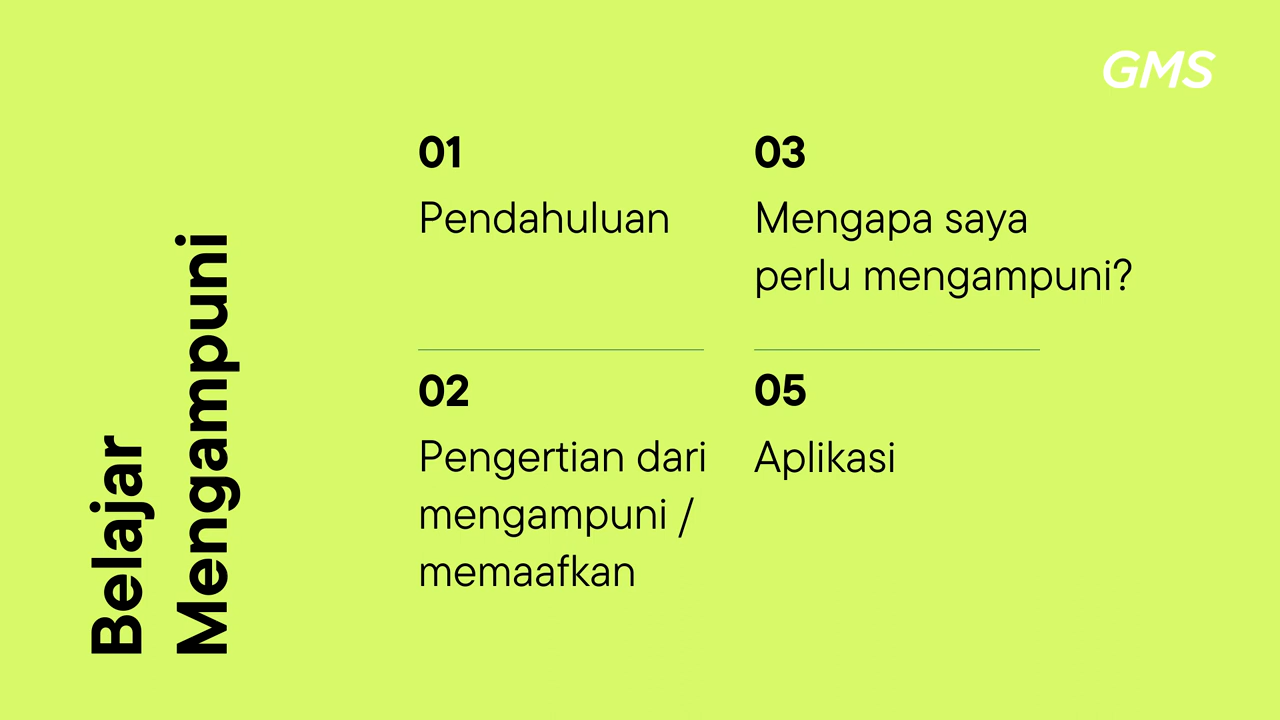 GMS
Belajar
Mengampuni
01
Pendahuluan
02
Pengertian dari
mengampuni /
memaafkan
03
Mengapa saya
perlu mengampuni?
05
Aplikasi